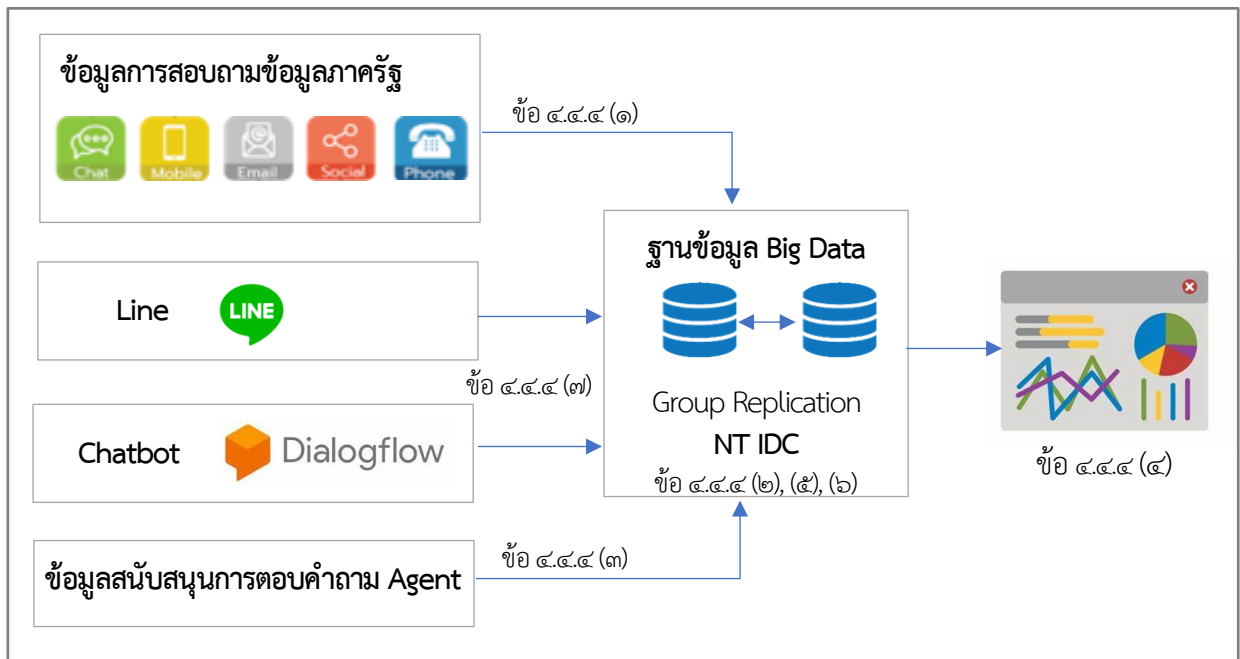 ข้อมูลการสอบถามข้อมูลภาครัฐ
Chat
Mobile
Email
Social
Phone
ข้อ ๔.๔.๔ (๑)
Line
LINE
ข้อ ๔.๔.๔ (๗)
Chatbot
Dialogflow
ข้อมูลสนับสนุนการตอบคำถาม Agent
ข้อ ๔.๔.๔ (๓)
ฐานข้อมูล Big Data
Group Replication
NT IDC
ข้อ ๔.๔.๔ (๒), (๕), (๖)
ข้อ ๔.๔.๔ (๔)